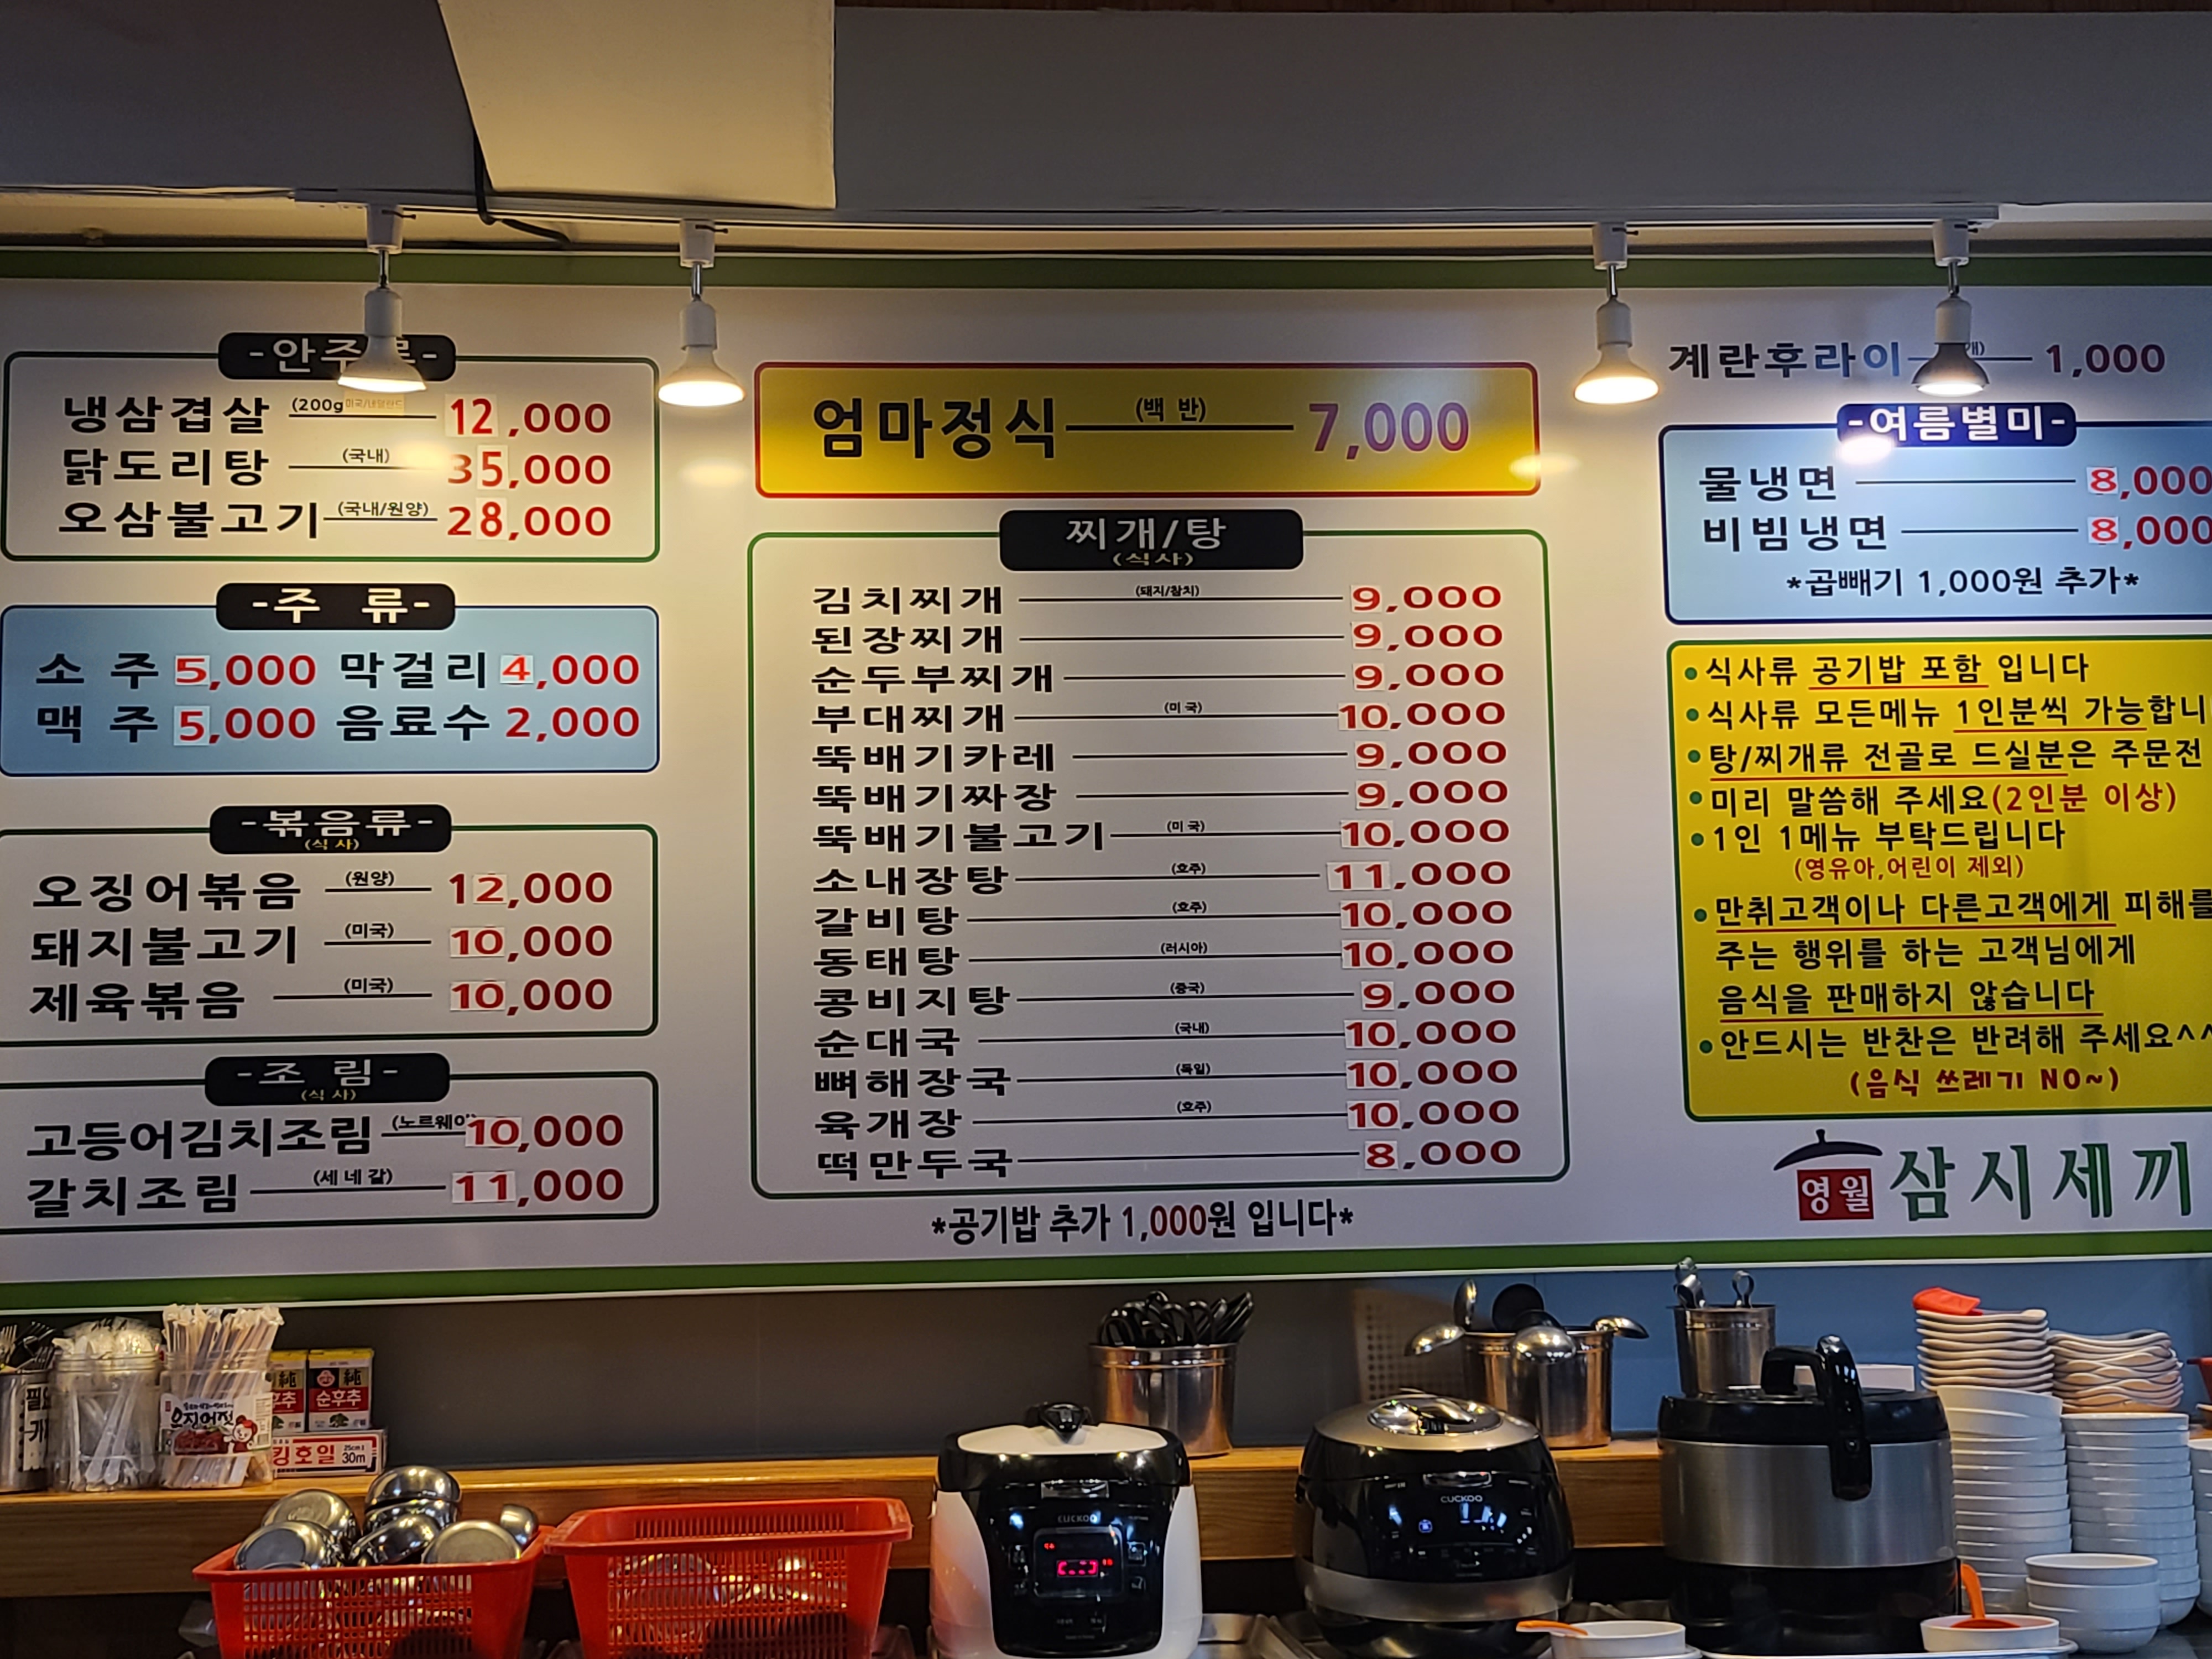 냉삼겹살 (200g 12,000
닭도리탕 (국내) 35,000
오삼불고기 (국내/원양) 28,000
-주 류-
소 주 5,000 막걸리 4,000
맥 주 5,000 음료수 2,000
-볶음류-
(식 사)
오징어볶음 (원양) 12,000
돼지불고기 (미국) 10,000
제육볶음 (미국) 10,000
-조 림-
(식 사)
고등어김치조림 (노르웨이 10,000
갈치조림 (세네갈) 11,000
엄마정식 (백 반) 7,000
찌개/탕
(식 사)
김치찌개 (돼지/참치) 9,000
된장찌개 9,000
순두부찌개 9,000
부대찌개 (미국) 10,000
뚝배기카레 9,000
뚝배기짜장 9,000
뚝배기불고기 (미국) 10,000
소내장탕 (호주) 11,000
갈비탕 (호주) 10,000
동태탕 (러시아) 10,000
콩비지탕 (중국) 9,000
순대국 (국내) 10,000
뼈해장국 (독일) 10,000
육개장 (호주) 10,000
떡만두국 8,000
*공기밥 추가 1,000원 입니다*
계란후라이 1,000
-여름별미-
물냉면 8,000
비빔냉면 8,000
*곱빼기 1,000원 추가*
•식사류 공기밥 포함 입니다
•식사류 모든메뉴 1인분씩 가능합니
•탕/찌개류 전골로 드실분은 주문전
•미리 말씀해 주세요(2인분 이상)
•1인 1메뉴 부탁드립니다
(영유아,어린이 제외)
•만취고객이나 다른고객에게 피해를
주는 행위를 하는 고객님에게
음식을 판매하지 않습니다
•안드시는 반찬은 반려해 주세요^^
(음식 쓰레기 NO~)
영월 삼시세끼
순후추
오징어젓
킹호일 25cm 30m
CUCKOO
CUCKOO